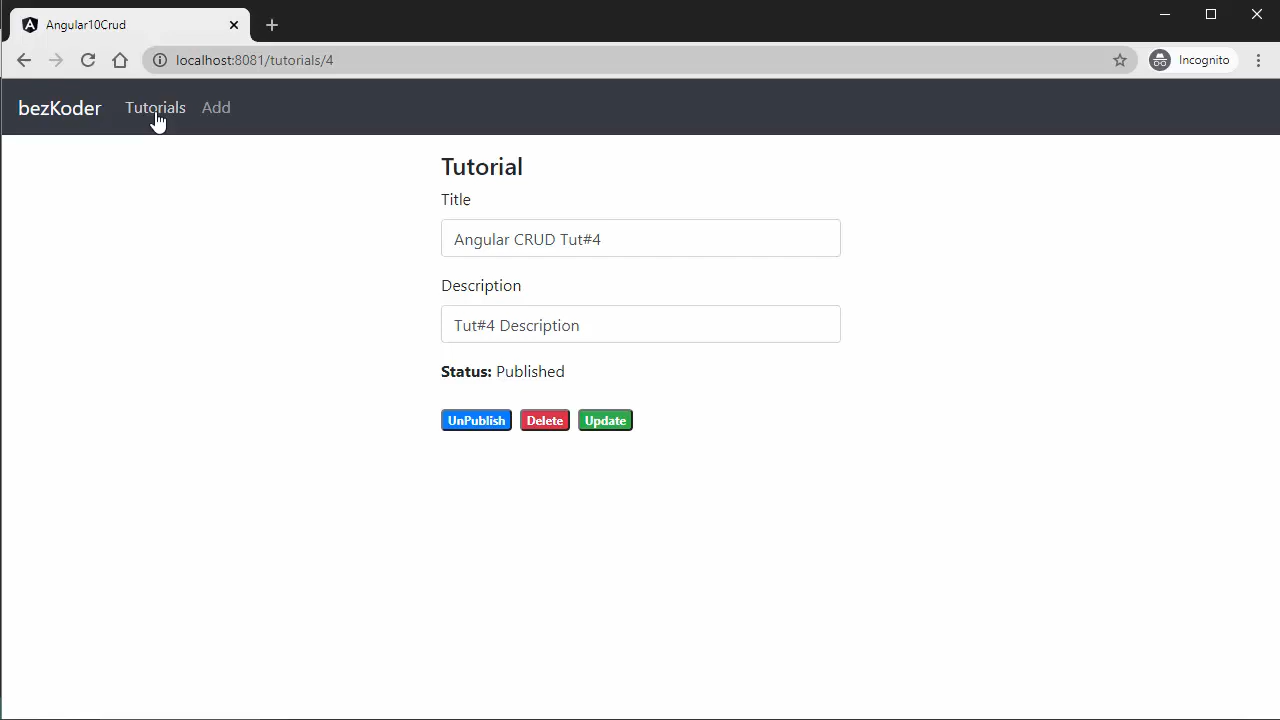 Angular10Crud
localhost:8081/tutorials/4
Incognito
bezKoder Tutorials Add
Tutorial
Title
Angular CRUD Tut#4
Description
Tut#4 Description
Status: Published
UnPublish Delete Update